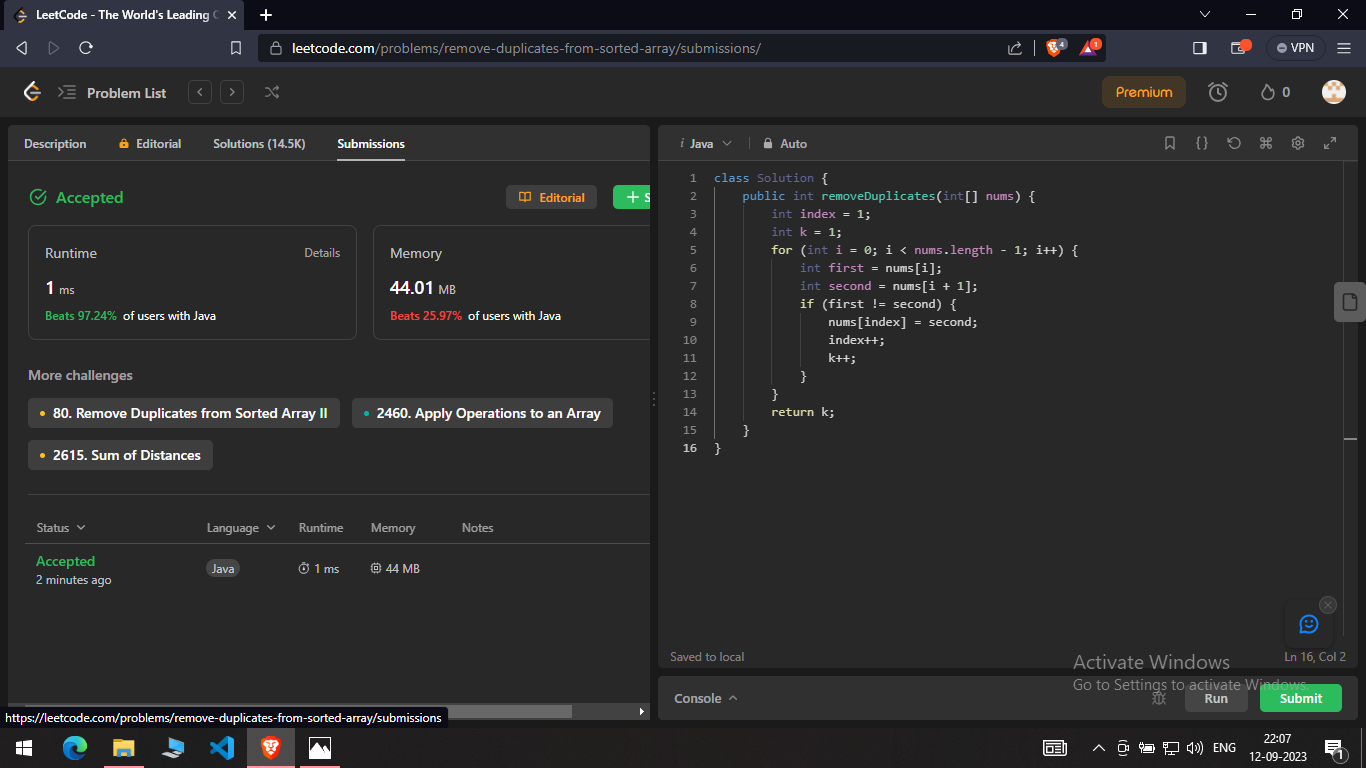 LeetCode - The World's Leading O
leetcode.com/problems/remove-duplicates-from-sorted-array/submissions/
4
1
VPN
Problem List
Premium
0
Description
Editorial
Solutions (14.5K)
Submissions
Accepted
Editorial
S
Runtime
Details
1 ms
Beats 97.24% of users with Java
Memory
44.01 MB
Beats 25.97% of users with Java
More challenges
80. Remove Duplicates from Sorted Array II
2460. Apply Operations to an Array
2615. Sum of Distances
Status
Language
Runtime
Memory
Notes
Accepted
2 minutes ago
Java
1 ms
44 MB
https://leetcode.com/problems/remove-duplicates-from-sorted-array/submissions
i Java
Auto
{}
1 class Solution {
2 public int removeDuplicates(int[] nums) {
3 int index = 1;
4 int k = 1;
5 for (int i = 0; i < nums.length - 1; i++) {
6 int first = nums[i];
7 int second = nums[i + 1];
8 if (first != second) {
9 nums[index] = second;
10 index++;
11 k++;
12 }
13 }
14 return k;
15 }
16 }
Saved to local
Ln 16, Col 2
Activate Windows
Go to Settings to activate Windows.
Console
Run
Submit
ENG
22:07
12-09-2023
1